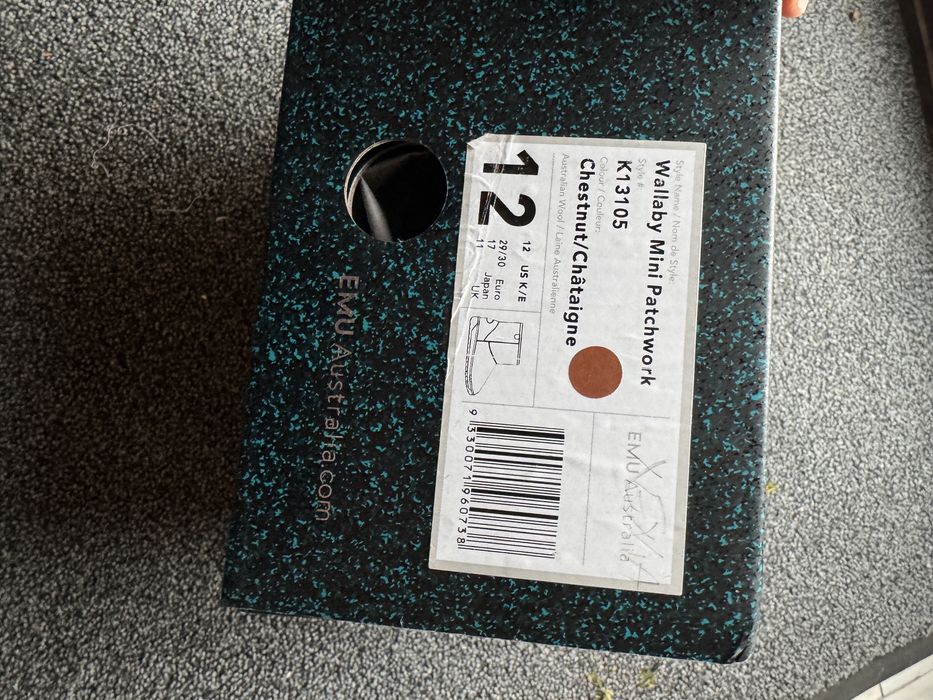 Style Name / Nom de Style:
Wallaby Mini Patchwork
Style #:
K13105
Colour / Couleur:
Chestnut/Châtaigne
Australian Wool / Laine Australienne
12
12 US K/E
29/30 Euro
17 Japan
11 UK
EMU Australia
9 330071 960738
EMU Australia.com